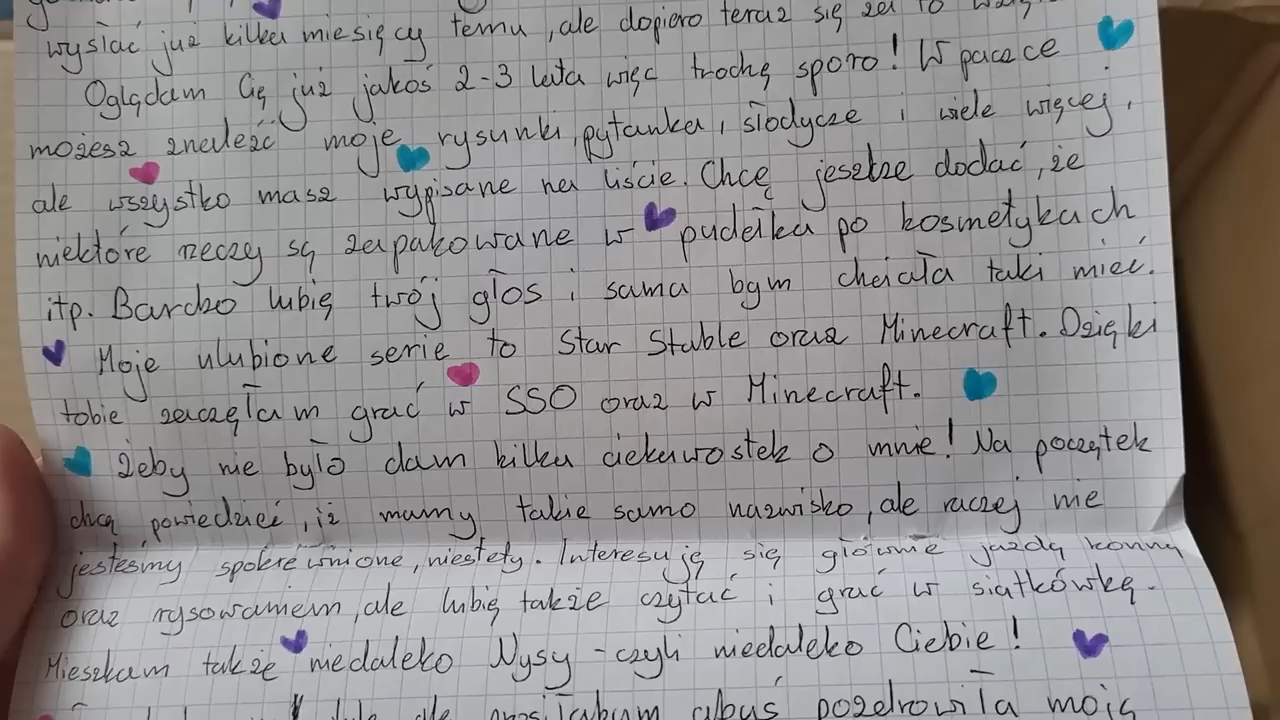 wysłać już kilka miesięcy temu, ale dopiero teraz się za to
Oglądam Cię już jakoś 2-3 lata więc trochę sporo! W paczce
możesz znaleźć moje rysunki, pytanka, słodycze i wiele więcej,
ale wszystko masz wypisane na liście. Chcę jeszcze dodać, że
niektóre rzeczy są zapakowane w pudełka po kosmetykach
itp. Bardzo lubię twój głos i sama bym chciała taki mieć.
Moje ulubione serie to Star Stable oraz Minecraft. Dzięki
tobie zaczęłam grać w SSO oraz w Minecraft.
Żeby nie było dam kilka ciekawostek o mnie! Na początek
chcą powiedzieć, iż mamy takie samo nazwisko, ale raczej nie
jesteśmy spokrewnione, niestety. Interesuję się głównie jazdą konną
oraz rysowaniem, ale lubię także czytać i grać w siatkówkę.
Mieszkam także niedaleko Nysy - czyli niedaleko Ciebie!
ale prosiłabym abyś pozdrowiła moją